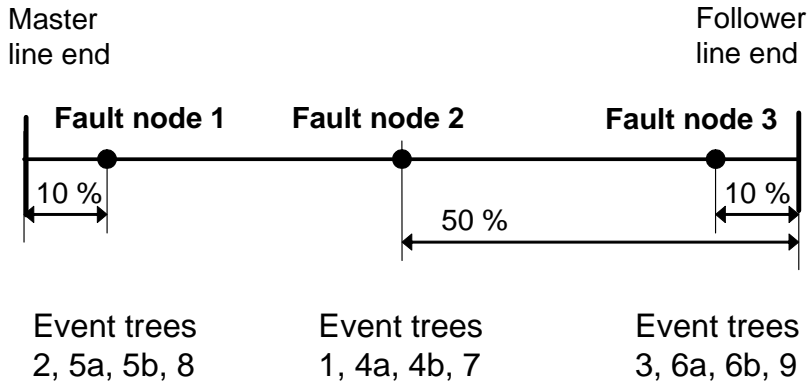 Master
line end
Follower
line end
Fault node 1
Fault node 2
Fault node 3
10 %
50 %
10 %
Event trees
2, 5a, 5b, 8
Event trees
1, 4a, 4b, 7
Event trees
3, 6a, 6b, 9